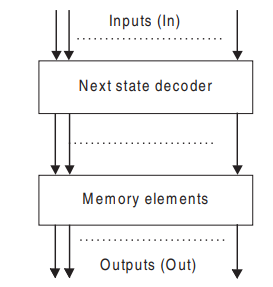 Inputs (In)
Next state decoder
Memory elements
Outputs (Out)